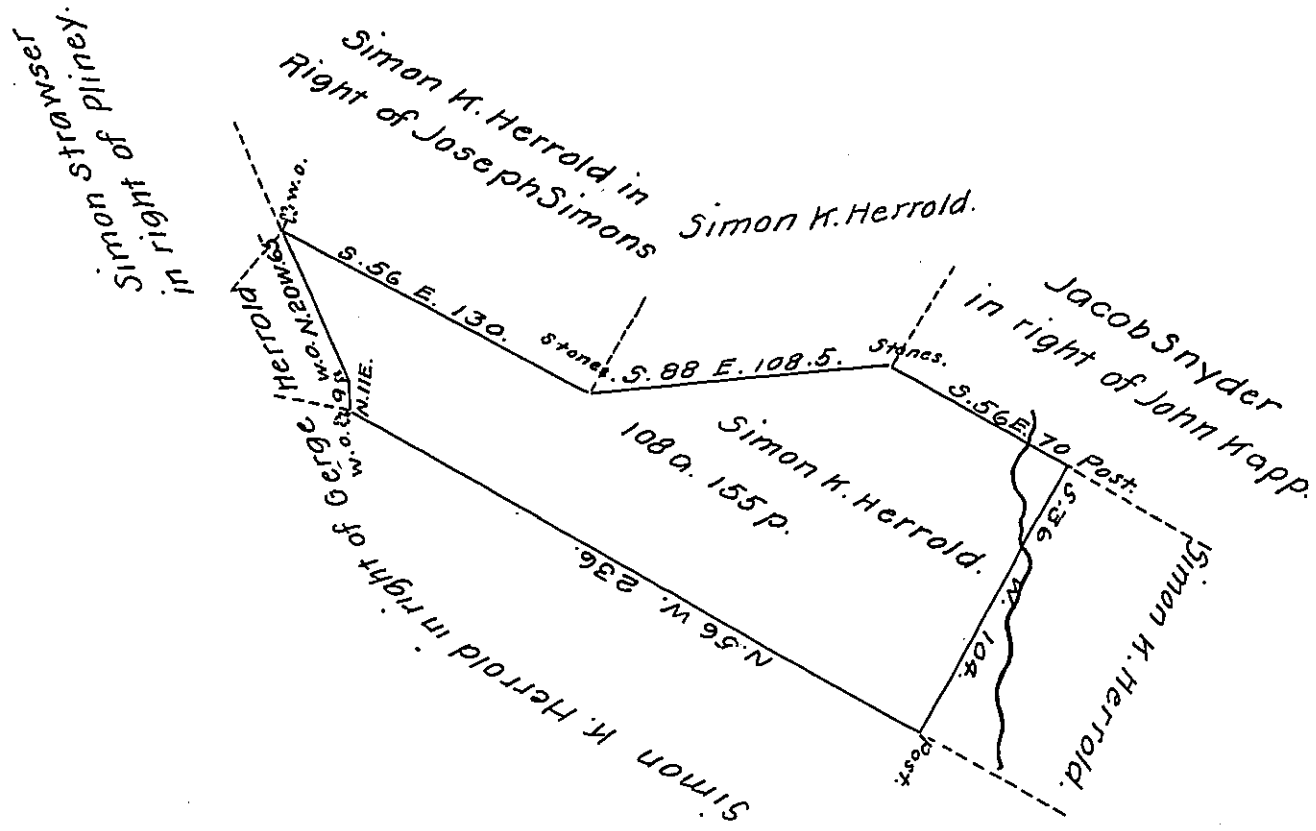 Simon Strawser
in right of pliney.
Simon K. Herrold in
Right of Joseph Simons
Simon K. Herrold.
Jacob Snyder
in right of John Kapp.
W.O.
S. 56 E. 130.
Stones.
S. 88 E. 108.5.
Stones.
S. 56 E. 70
Post.
S. 36 W. 104.
Post.
N. 56 W. 236.
W.O.
N. 11 E.
W.O.
N. 20 W. 65
Simon K. Herrold.
108 a. 155 p.
Simon K. Herrold.
Simon K. Herrold in right of Gerge Herrold